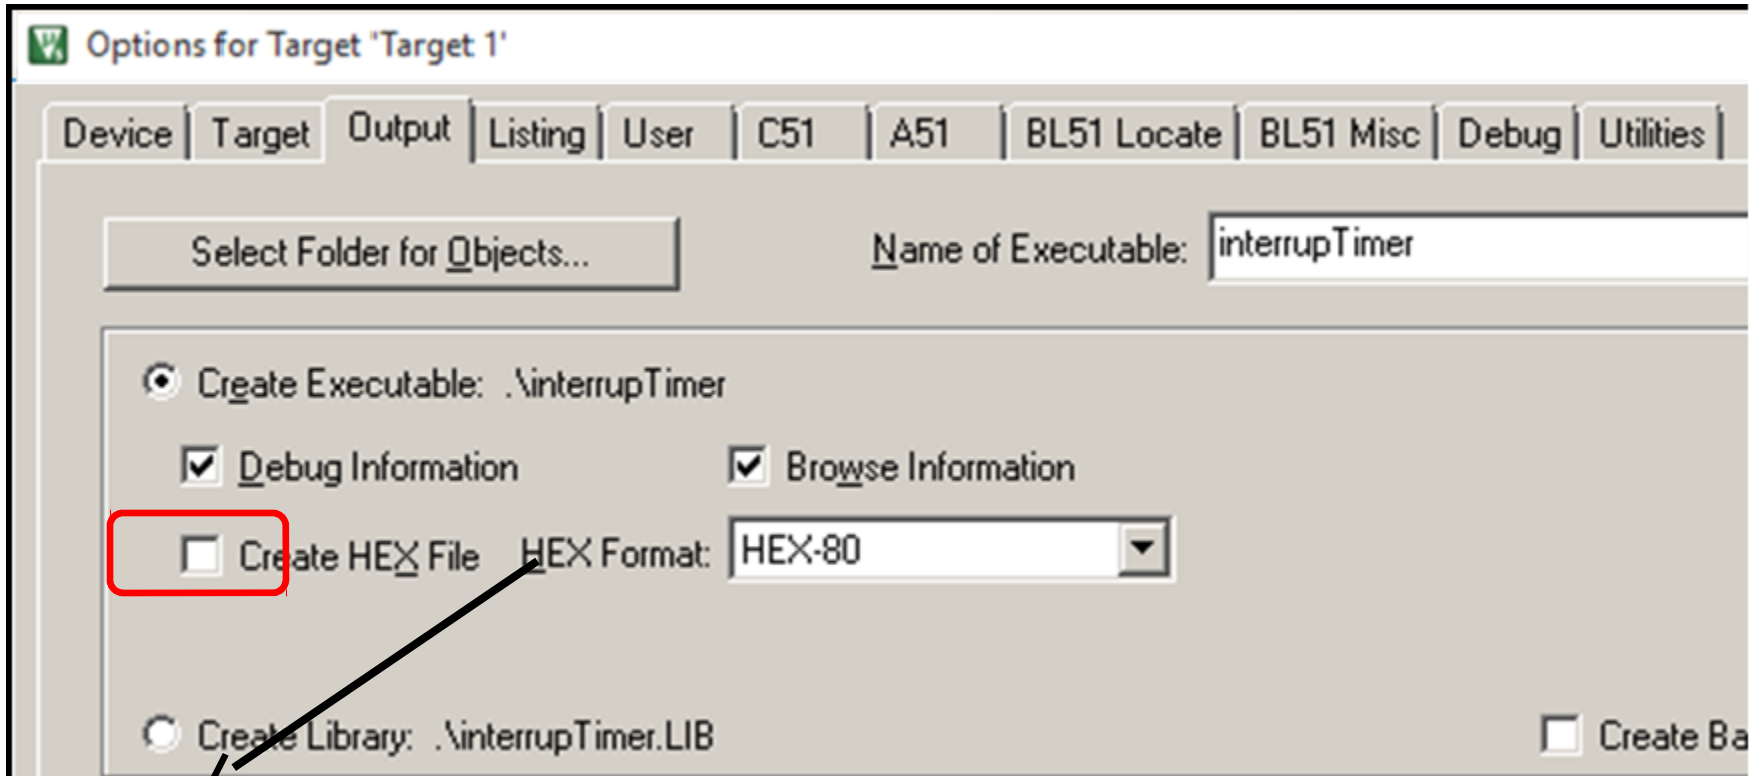 Options for Target 'Target 1'
Device Target Output Listing User C51 A51 BL51 Locate BL51 Misc Debug Utilities
Select Folder for Objects... Name of Executable: interrupTimer
Create Executable: .\interrupTimer
Debug Information Browse Information
Create HEX File HEX Format: HEX-80
Create Library: .\interrupTimer.LIB Create Ba